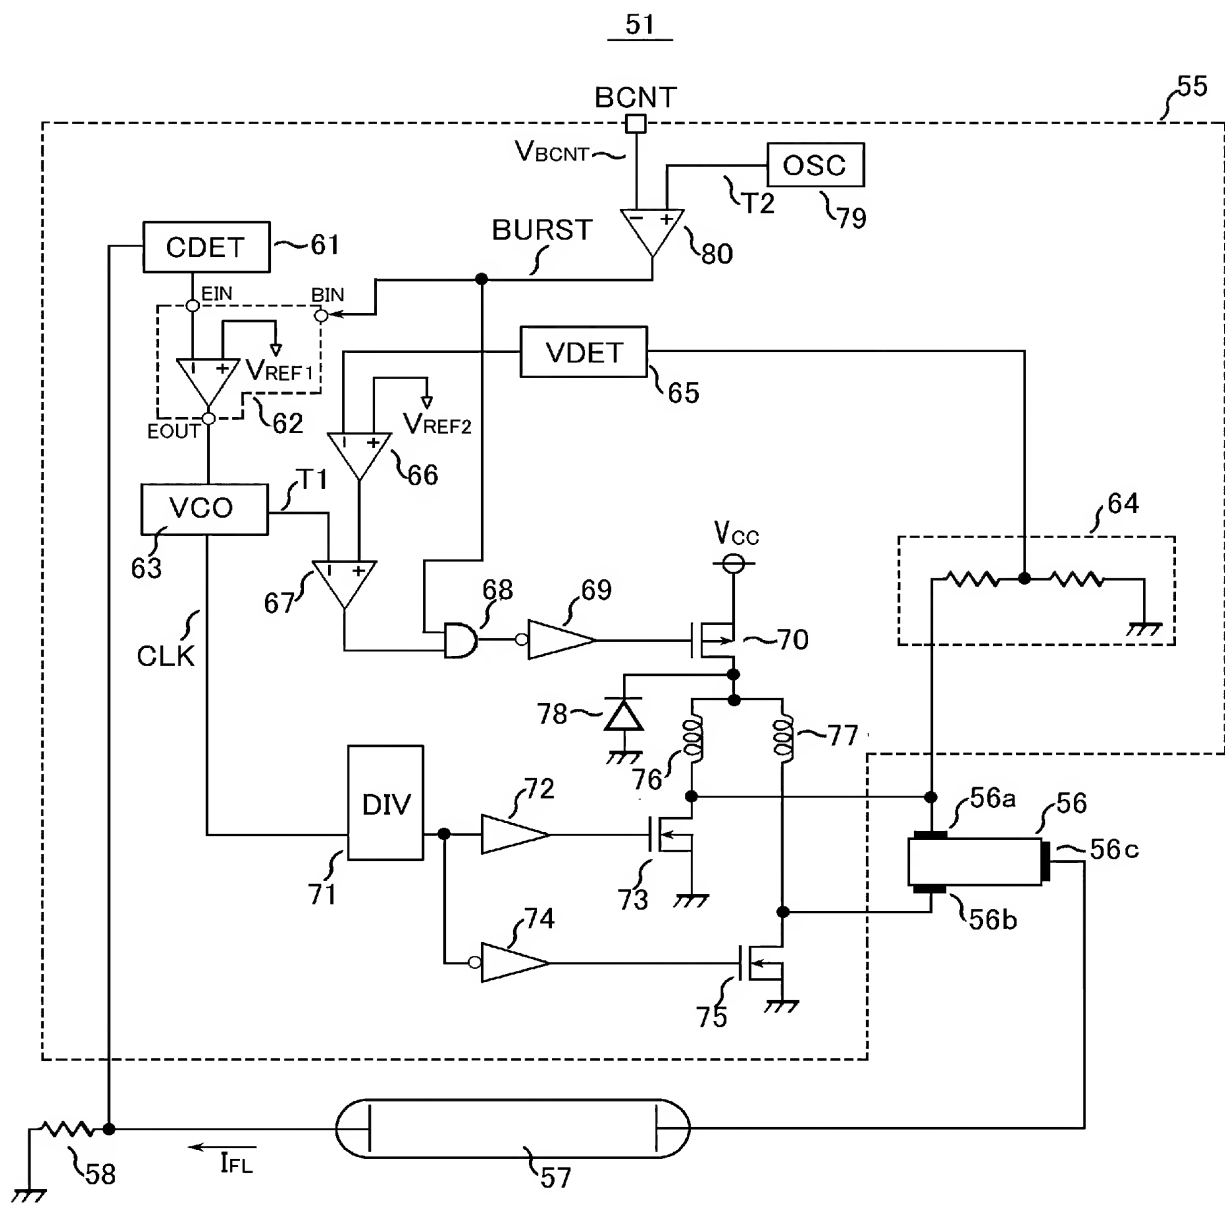 51
55
BCNT
VBCNT
OSC
T2
79
BURST
80
CDET
61
EIN
BIN
VREF1
VDET
65
EOUT
62
VREF2
66
VCO
T1
63
64
VCC
67
68
69
70
CLK
78
76
77
DIV
72
56a
56
56c
71
73
56b
74
75
58
IFL
57
− +
− +
− +
− +